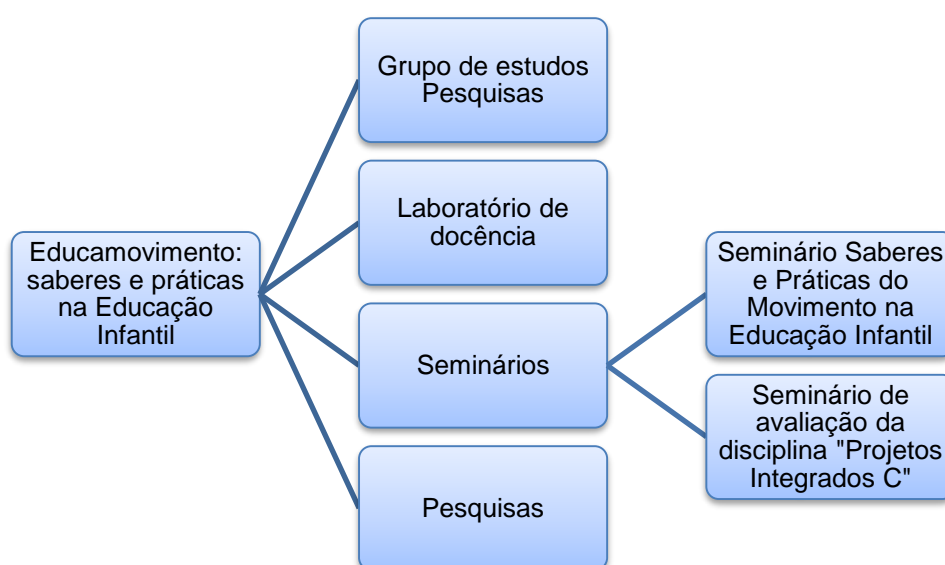 Grupo de estudos
Pesquisas
Laboratório de
docência
Educamovimento:
saberes e práticas
na Educação
Infantil
Seminários
Pesquisas
Seminário Saberes
e Práticas do
Movimento na
Educação Infantil
Seminário de
avaliação da
disciplina "Projetos
Integrados C"